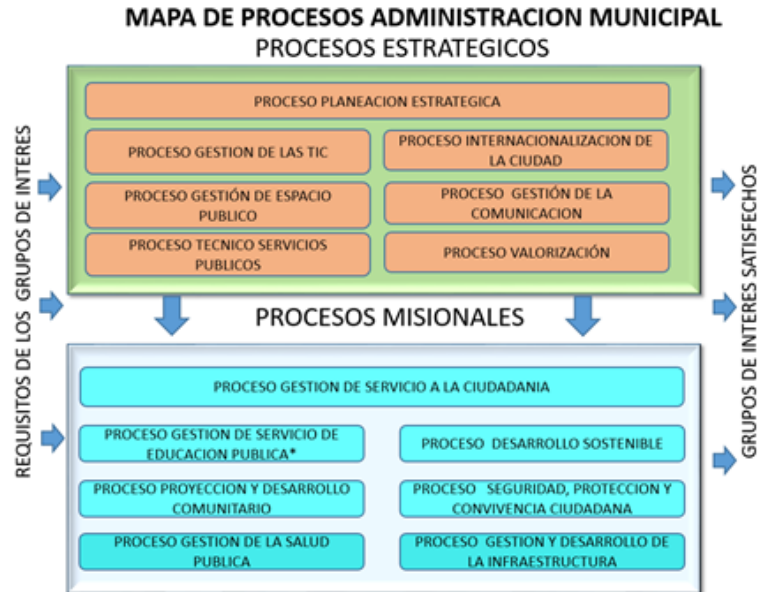 MAPA DE PROCESOS ADMINISTRACION MUNICIPAL
PROCESOS ESTRATEGICOS
REQUISITOS DE LOS GRUPOS DE INTERES
PROCESO PLANEACION ESTRATEGICA
PROCESO GESTION DE LAS TIC
PROCESO INTERNACIONALIZACION DE
LA CIUDAD
PROCESO GESTIÓN DE ESPACIO
PUBLICO
PROCESO GESTIÓN DE LA
COMUNICACION
PROCESO TECNICO SERVICIOS
PUBLICOS
PROCESO VALORIZACIÓN
PROCESOS MISIONALES
PROCESO GESTION DE SERVICIO A LA CIUDADANIA
PROCESO GESTION DE SERVICIO DE
EDUCACION PUBLICA*
PROCESO DESARROLLO SOSTENIBLE
PROCESO PROYECCION Y DESARROLLO
COMUNITARIO
PROCESO SEGURIDAD, PROTECCION Y
CONVIVENCIA CIUDADANA
PROCESO GESTION DE LA SALUD
PUBLICA
PROCESO GESTION Y DESARROLLO DE
LA INFRAESTRUCTURA
GRUPOS DE INTERES SATISFECHOS